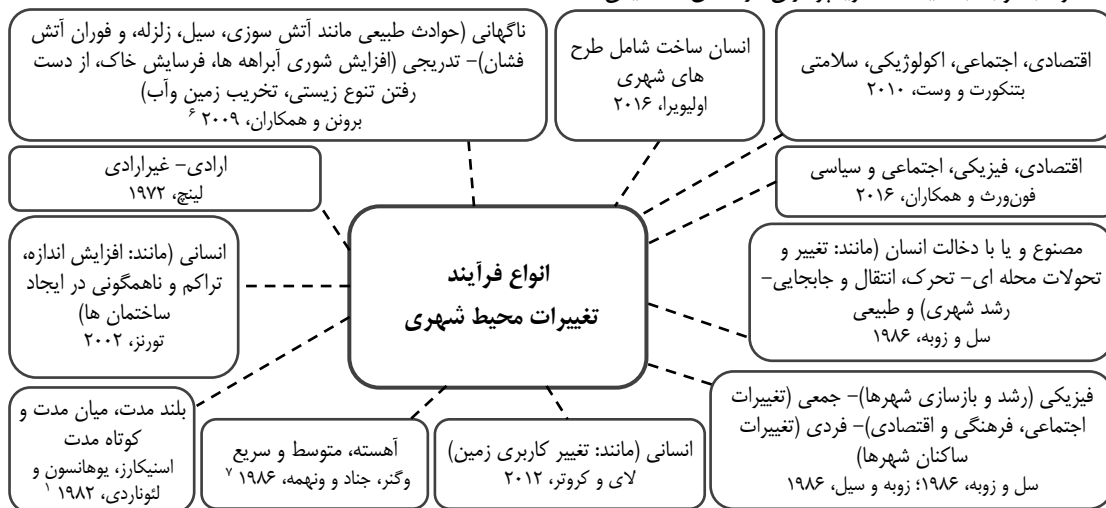 ناگهانی (حوادث طبیعی مانند آتش سوزی، سیل، زلزله، و فوران آتش
فشان)- تدریجی (افزایش شوری آبراهه ها، فرسایش خاک، از دست
رفتن تنوع زیستی، تخریب زمین وآب)
برونن و همکاران، ۲۰۰۹ ۶
انسان ساخت شامل طرح
های شهری
اولیویرا، ۲۰۱۶
اقتصادی، اجتماعی، اکولوژیکی، سلامتی
بتنکورت و وست، ۲۰۱۰
ارادی- غیرارادی
لینچ، ۱۹۷۲
اقتصادی، فیزیکی، اجتماعی و سیاسی
فون‌ورث و همکاران، ۲۰۱۶
انسانی (مانند: افزایش اندازه،
تراکم و ناهمگونی در ایجاد
ساختمان ها)
تورنز، ۲۰۰۲
انواع فرآیند
تغییرات محیط شهری
مصنوع و یا با دخالت انسان (مانند: تغییر و
تحولات محله ای- تحرک، انتقال و جابجایی-
رشد شهری) و طبیعی
سل و زوبه، ۱۹۸۶
بلند مدت، میان مدت و
کوتاه مدت
اسنیکارز، یوهانسون و
لئوناردی، ۱۹۸۲ ۱
آهسته، متوسط و سریع
وگنر، جناد و ونهمه، ۱۹۸۶ ۷
انسانی (مانند: تغییر کاربری زمین)
لای و کروتر، ۲۰۱۲
فیزیکی (رشد و بازسازی شهرها)- جمعی (تغییرات
اجتماعی، فرهنگی و اقتصادی)- فردی (تغییرات
ساکنان شهرها)
سل و زوبه، ۱۹۸۶؛ زوبه و سیل، ۱۹۸۶